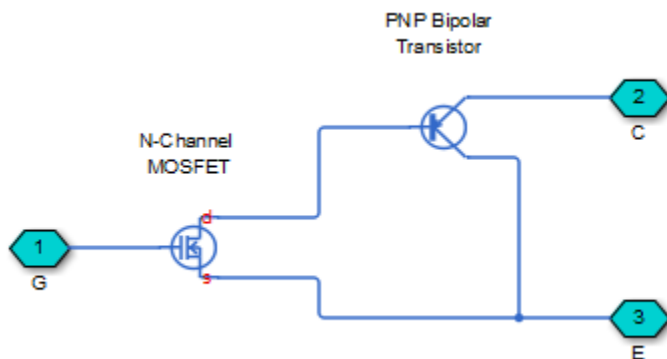 PNP Bipolar
Transistor
2
C
N-Channel
MOSFET
d
1
G
s
3
E